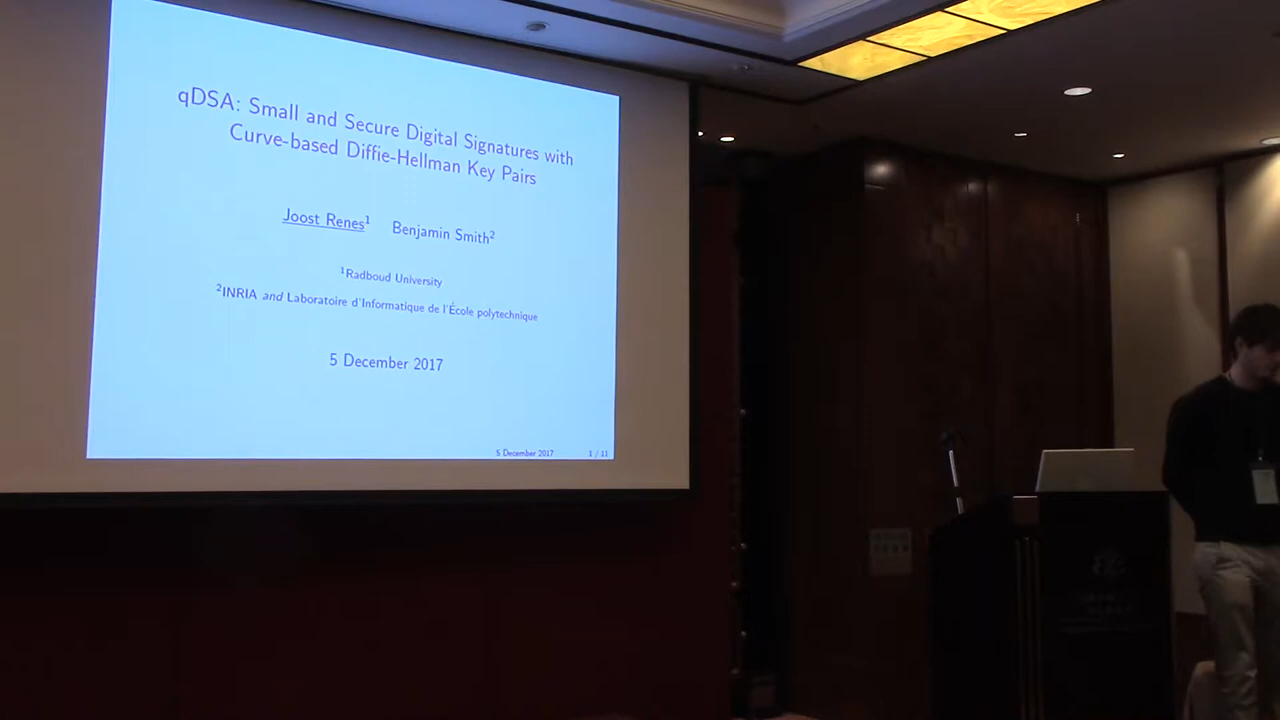 qDSA: Small and Secure Digital Signatures with
Curve-based Diffie-Hellman Key Pairs
Joost Renes¹ Benjamin Smith²
¹Radboud University
²INRIA and Laboratoire d'Informatique de l'École polytechnique
5 December 2017
5 December 2017 1 / 11